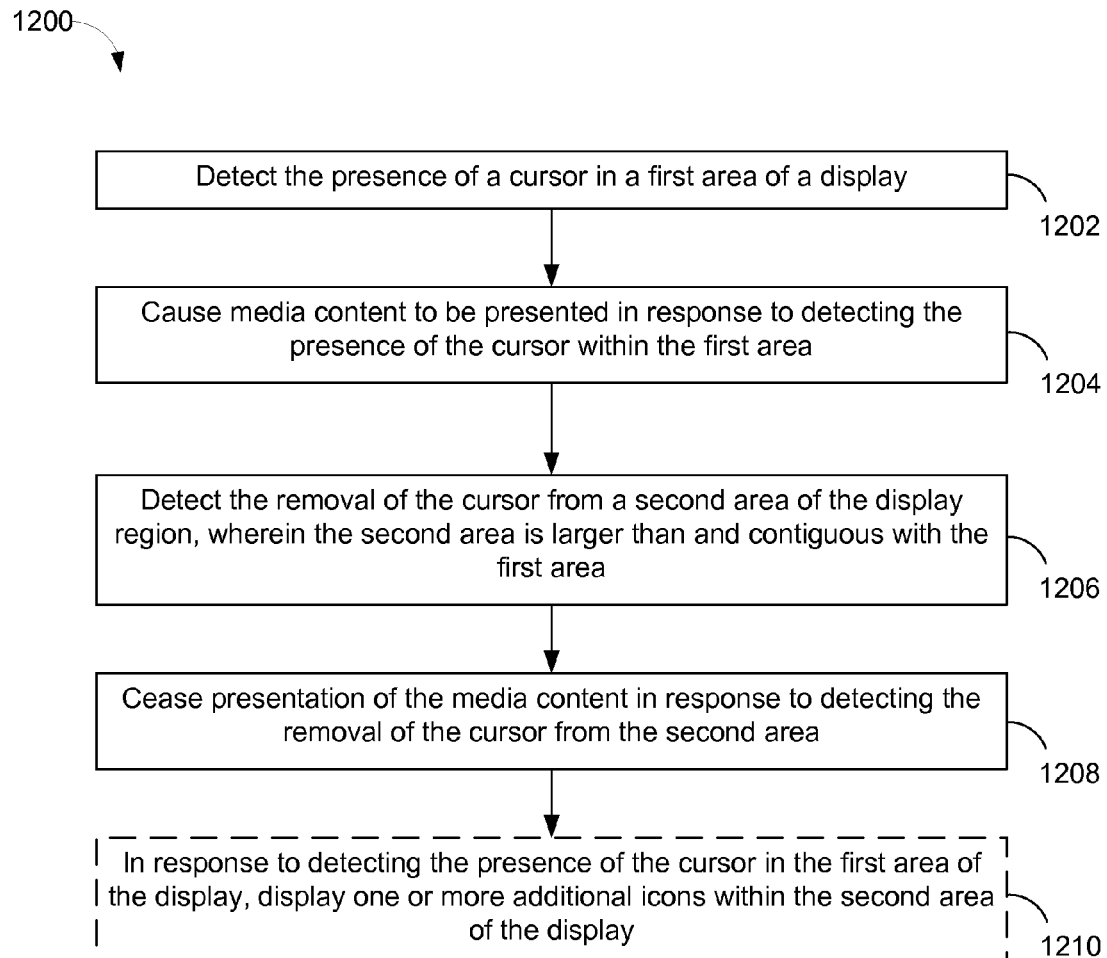 1200
Detect the presence of a cursor in a first area of a display
1202
Cause media content to be presented in response to detecting the
presence of the cursor within the first area
1204
Detect the removal of the cursor from a second area of the display
region, wherein the second area is larger than and contiguous with the
first area
1206
Cease presentation of the media content in response to detecting the
removal of the cursor from the second area
1208
In response to detecting the presence of the cursor in the first area of
the display, display one or more additional icons within the second area
of the display
1210